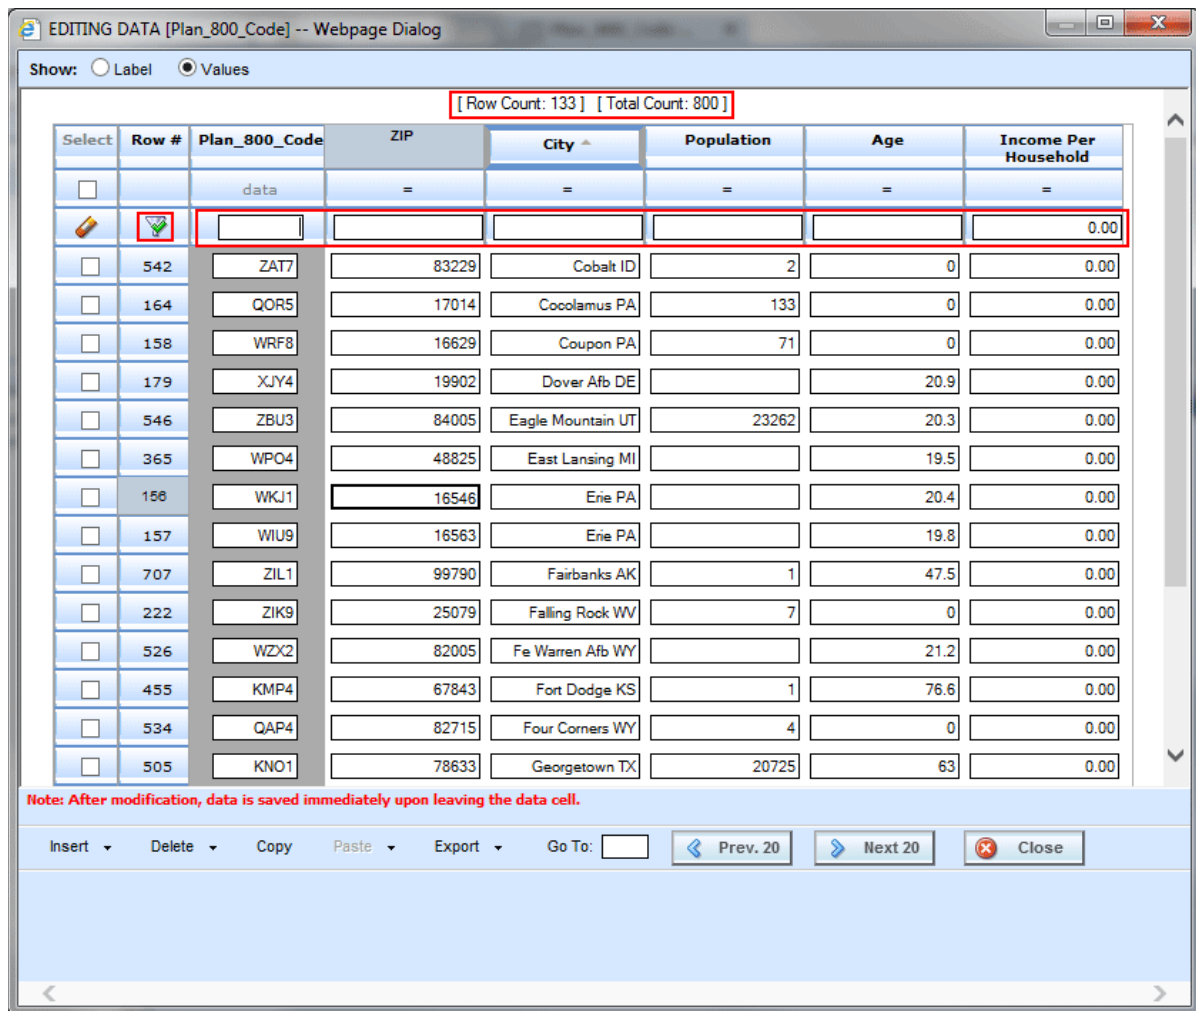 EDITING DATA [Plan_800_Code] -- Webpage Dialog
Show: Label Values
[ Row Count: 133 ] [ Total Count: 800 ]
Select Row # Plan_800_Code ZIP City Population Age Income Per Household
data = = = = =
0.00
542 ZAT7 83229 Cobalt ID 2 0 0.00
164 QOR5 17014 Cocolamus PA 133 0 0.00
158 WRF8 16629 Coupon PA 71 0 0.00
179 XJY4 19902 Dover Afb DE 20.9 0.00
546 ZBU3 84005 Eagle Mountain UT 23262 20.3 0.00
365 WPO4 48825 East Lansing MI 19.5 0.00
156 WKJ1 16546 Erie PA 20.4 0.00
157 WIU9 16563 Erie PA 19.8 0.00
707 ZIL1 99790 Fairbanks AK 1 47.5 0.00
222 ZIK9 25079 Falling Rock WV 7 0 0.00
526 WZX2 82005 Fe Warren Afb WY 21.2 0.00
455 KMP4 67843 Fort Dodge KS 1 76.6 0.00
534 QAP4 82715 Four Corners WY 4 0 0.00
505 KNO1 78633 Georgetown TX 20725 63 0.00
Note: After modification, data is saved immediately upon leaving the data cell.
Insert Delete Copy Paste Export Go To: Prev. 20 Next 20 Close